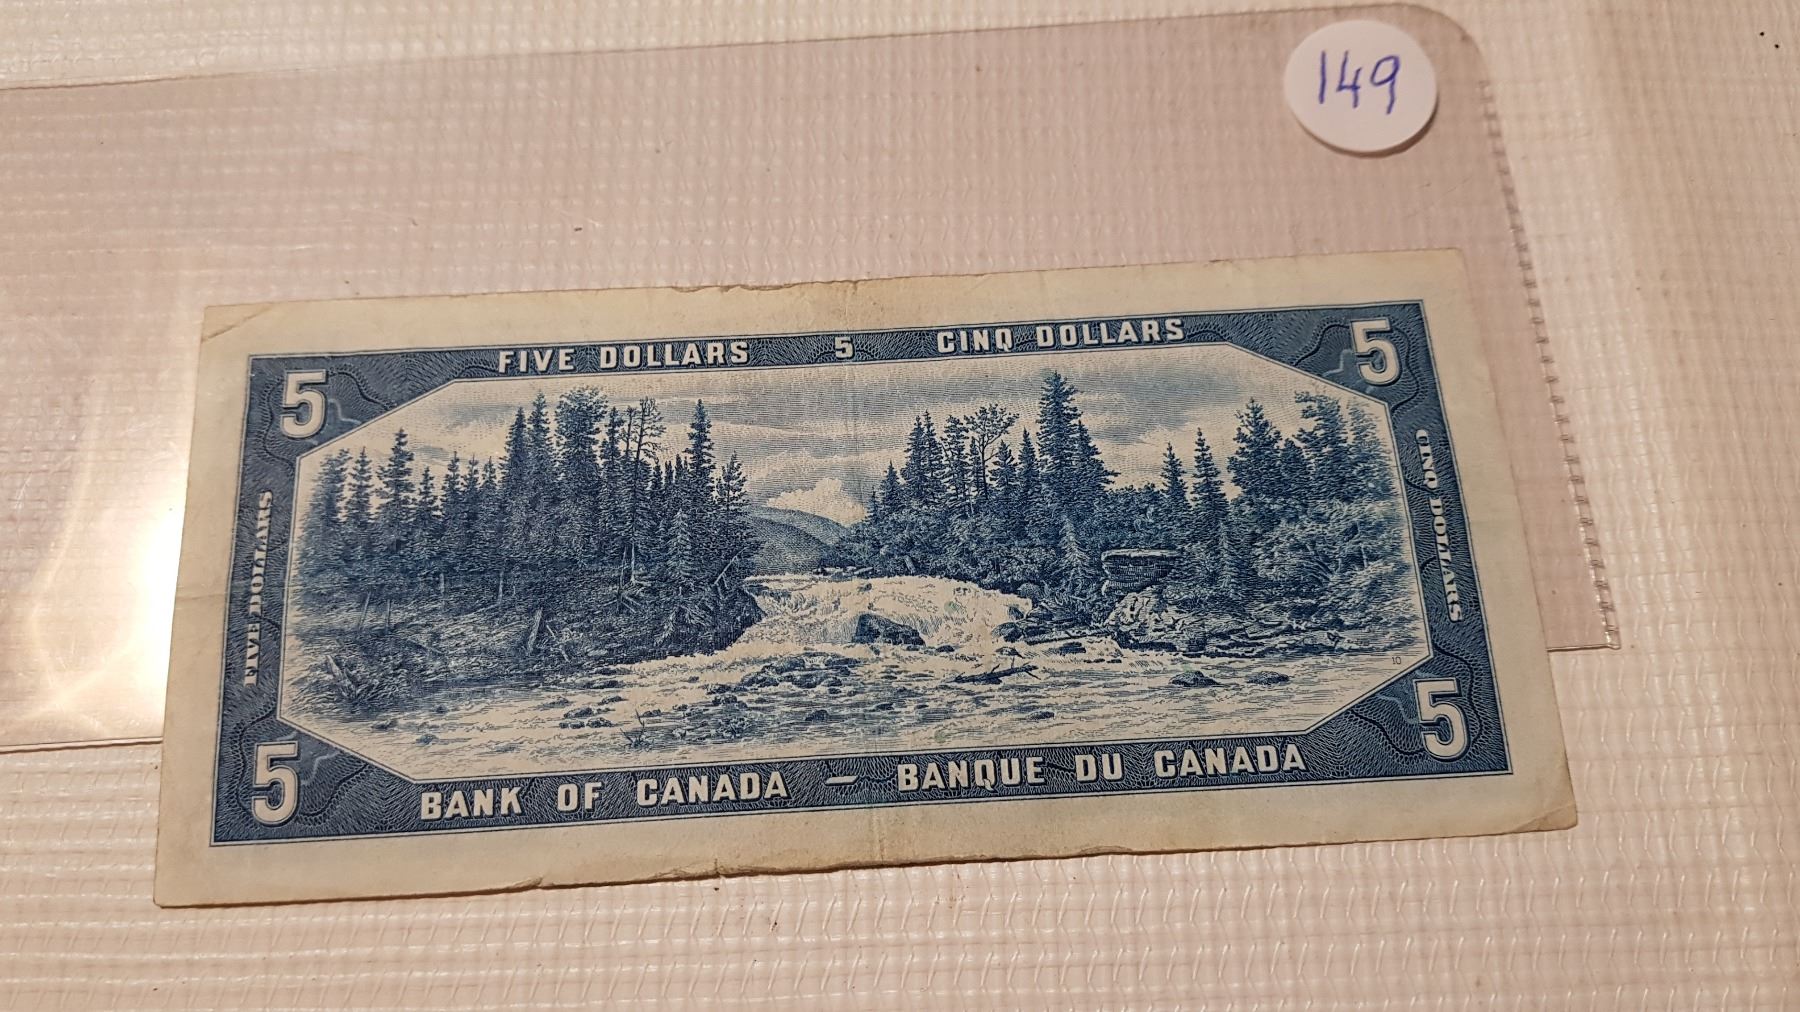 149
FIVE DOLLARS 5 CINQ DOLLARS
5 5
FIVE DOLLARS
CINQ DOLLARS
10
5 5
BANK OF CANADA — BANQUE DU CANADA